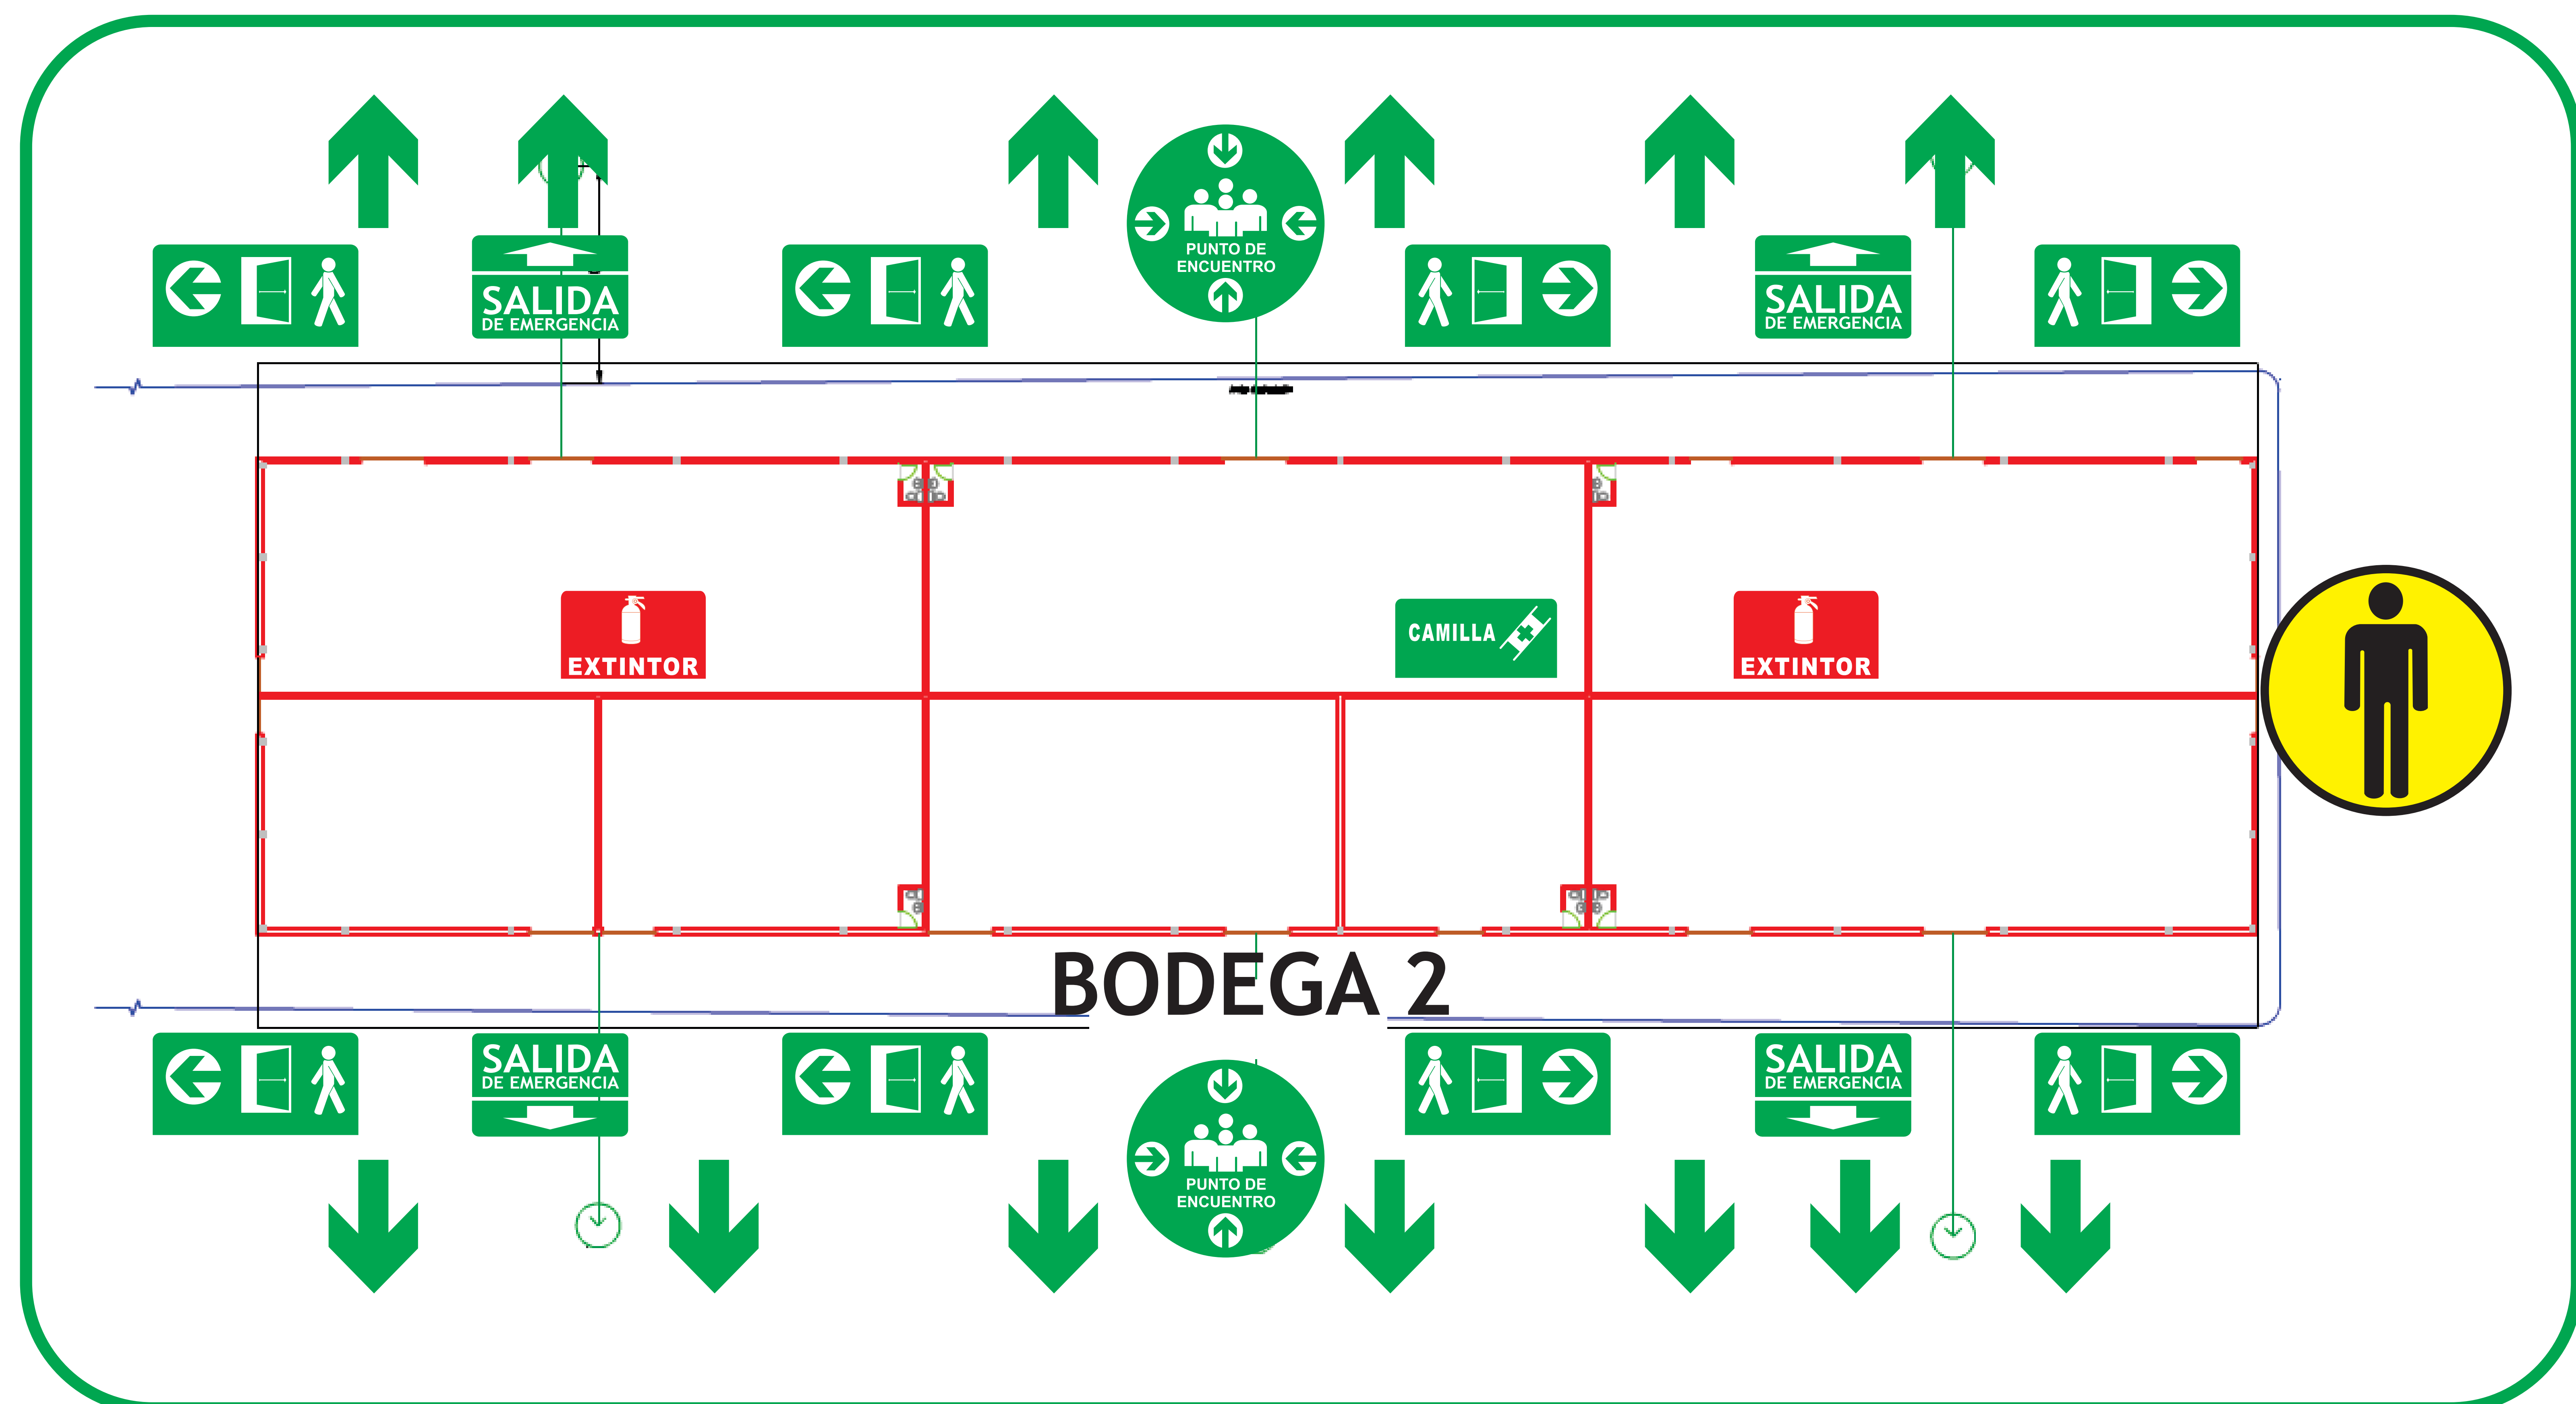 PUNTO DE
ENCUENTRO
SALIDA
DE EMERGENCIA
SALIDA
DE EMERGENCIA
EXTINTOR
CAMILLA
EXTINTOR
BODEGA 2
SALIDA
DE EMERGENCIA
SALIDA
DE EMERGENCIA
PUNTO DE
ENCUENTRO